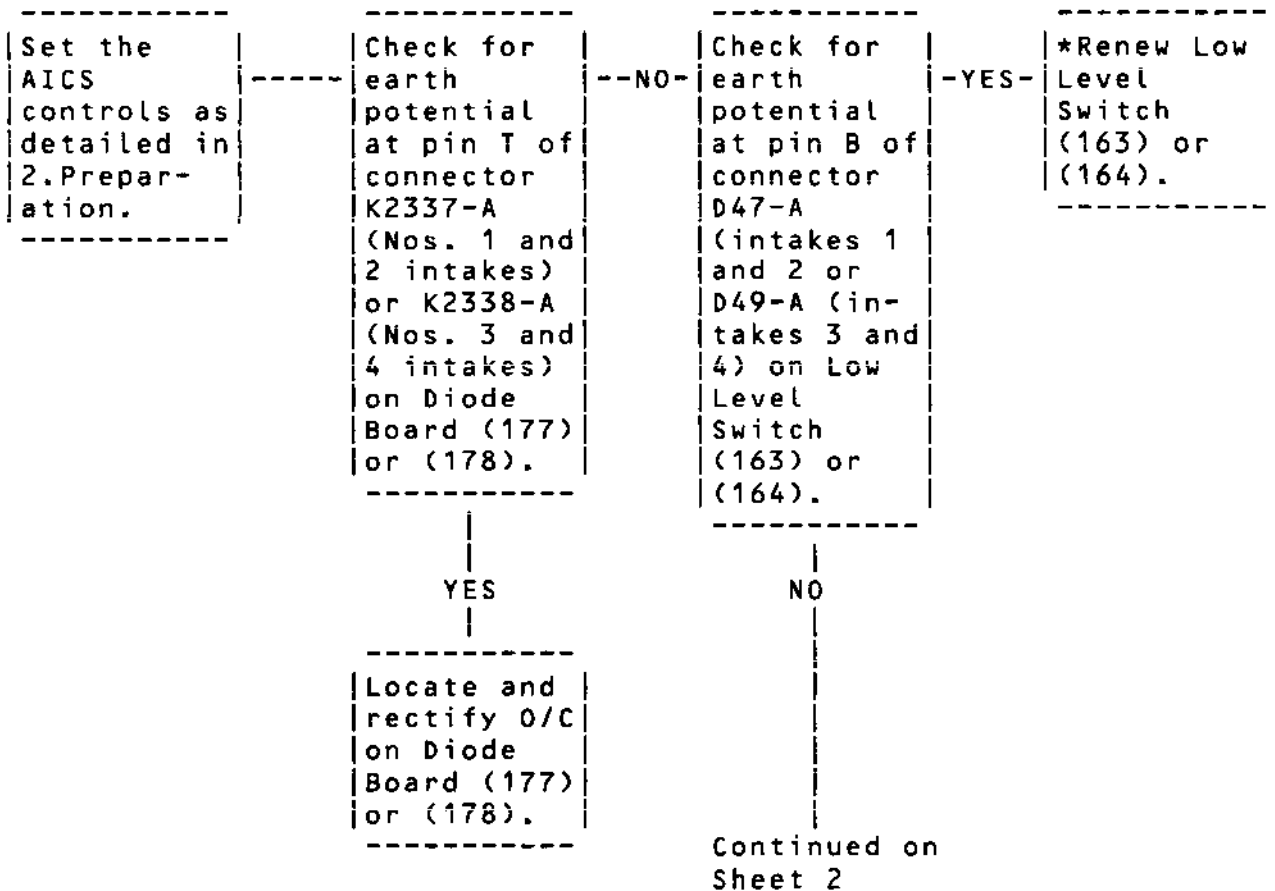 Set the
AICS
controls as
detailed in
2.Prepar-
ation.
Check for
earth
potential
at pin T of
connector
K2337-A
(Nos. 1 and
2 intakes)
or K2338-A
(Nos. 3 and
4 intakes)
on Diode
Board (177)
or (178).
NO
Check for
earth
potential
at pin B of
connector
D47-A
(intakes 1
and 2 or
D49-A (in-
takes 3 and
4) on Low
Level
Switch
(163) or
(164).
YES
*Renew Low
Level
Switch
(163) or
(164).
YES
NO
Locate and
rectify O/C
on Diode
Board (177)
or (178).
Continued on
Sheet 2